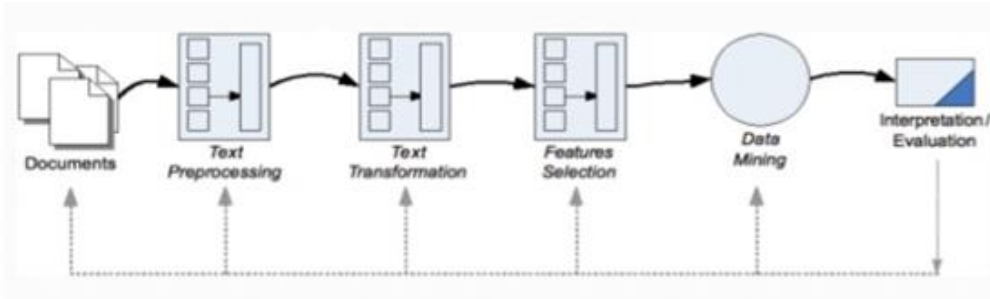 Documents
Text
Preprocessing
Text
Transformation
Features
Selection
Data
Mining
Interpretation/
Evaluation